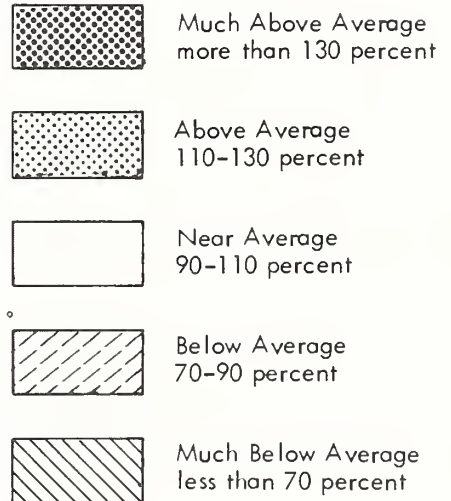 Much Above Average
more than 130 percent
Above Average
110-130 percent
Near Average
90-110 percent
Below Average
70-90 percent
Much Below Average
less than 70 percent